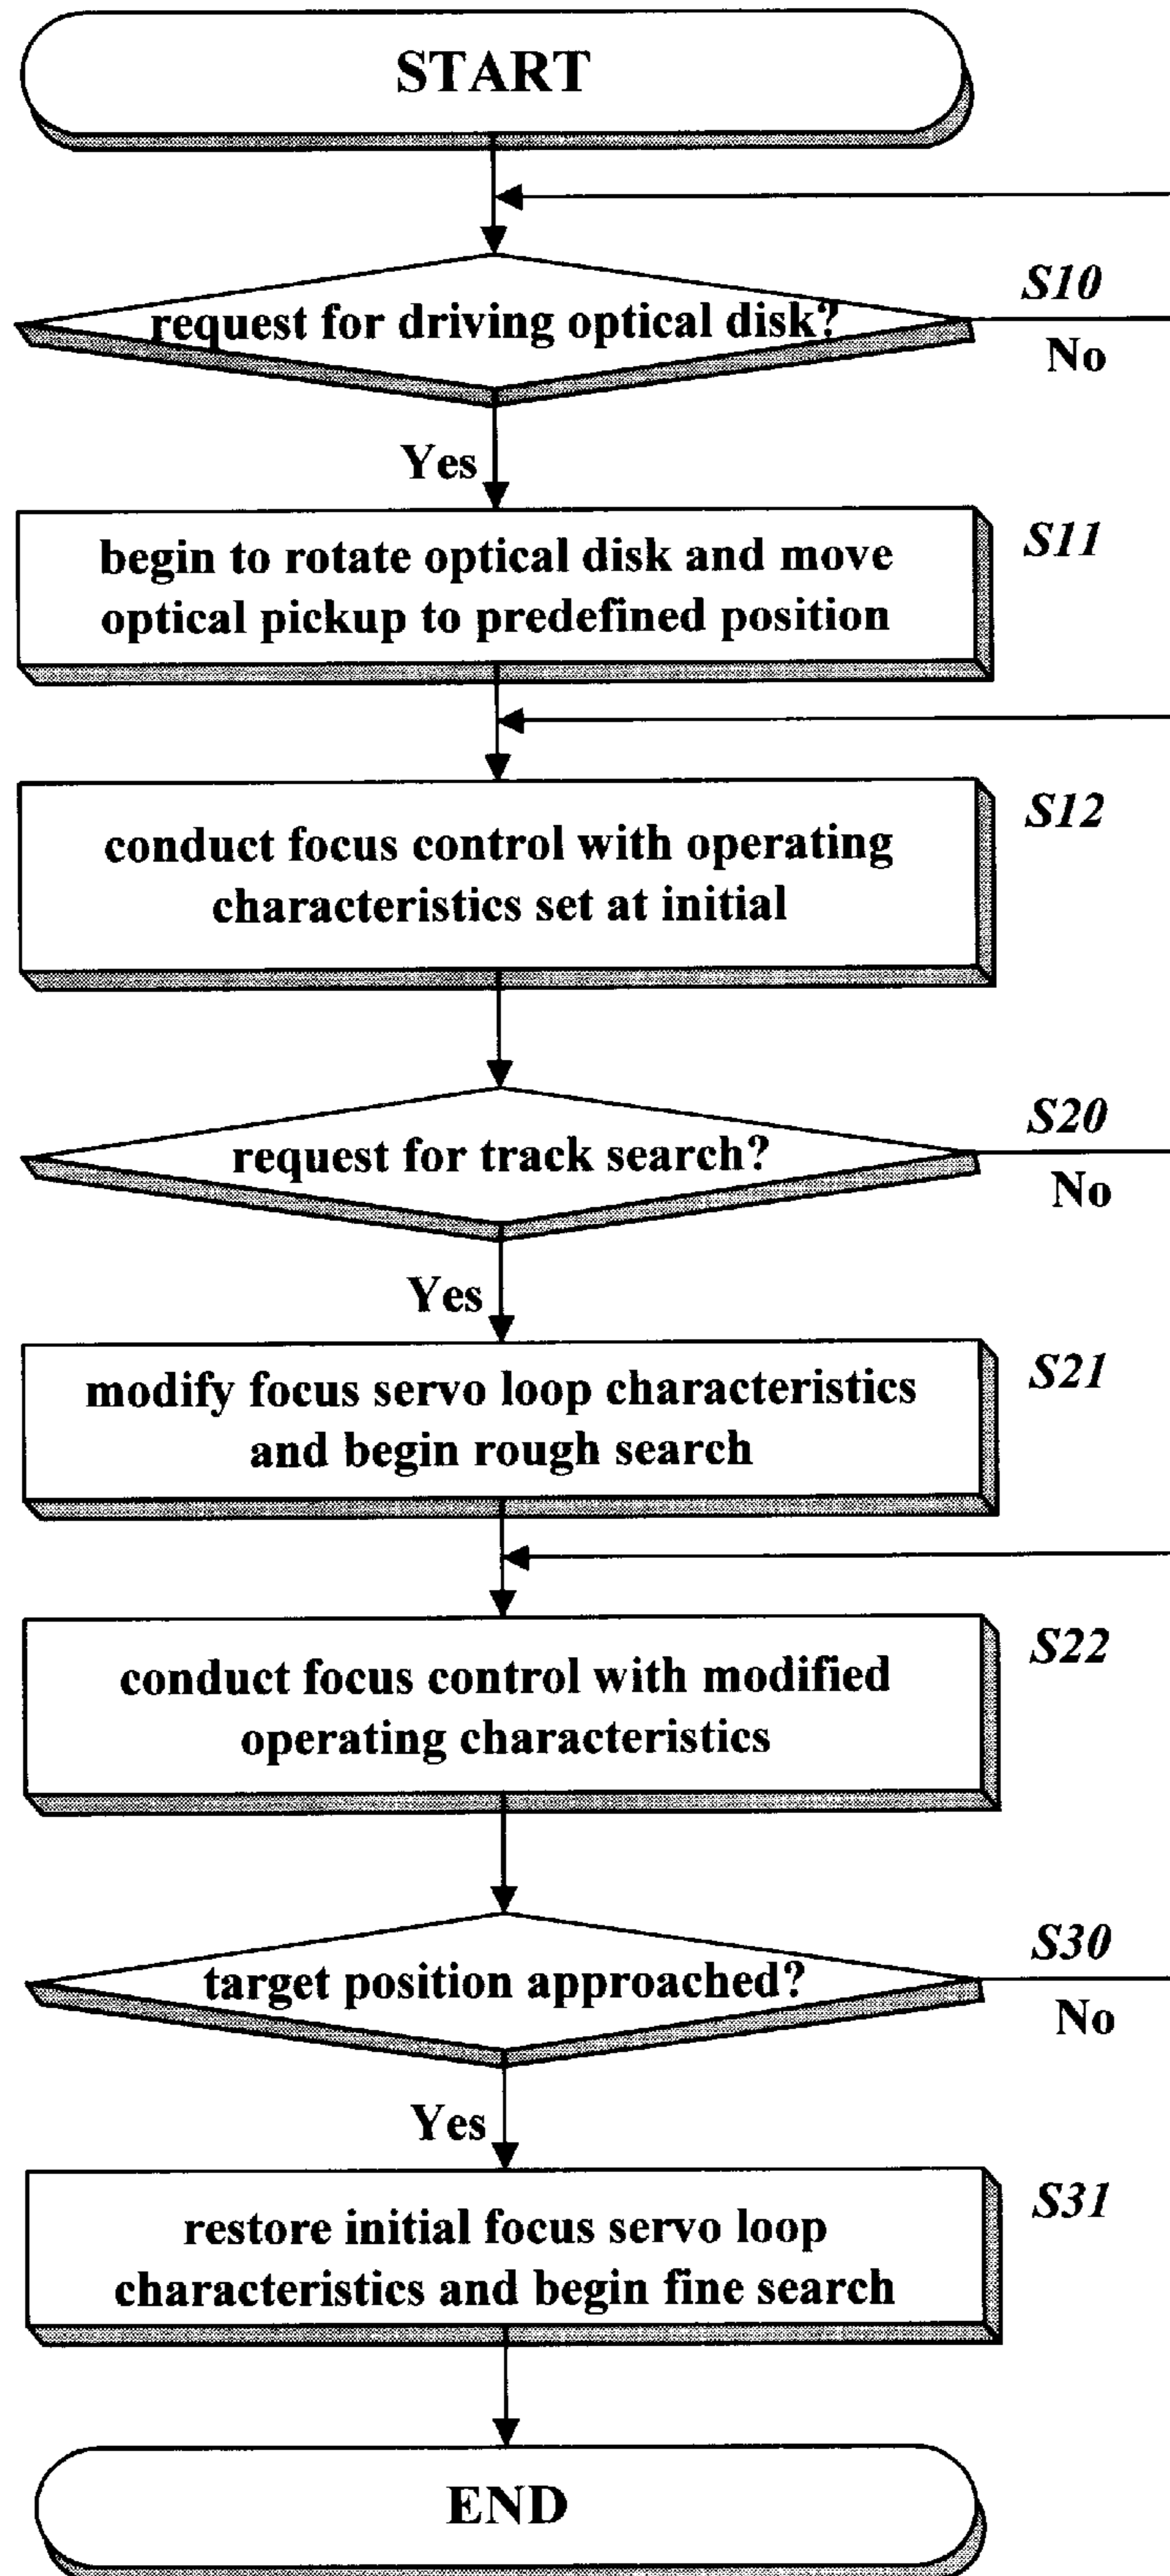 START
request for driving optical disk?
S10
No
Yes
begin to rotate optical disk and move
optical pickup to predefined position
S11
conduct focus control with operating
characteristics set at initial
S12
request for track search?
S20
No
Yes
modify focus servo loop characteristics
and begin rough search
S21
conduct focus control with modified
operating characteristics
S22
target position approached?
S30
No
Yes
restore initial focus servo loop
characteristics and begin fine search
S31
END